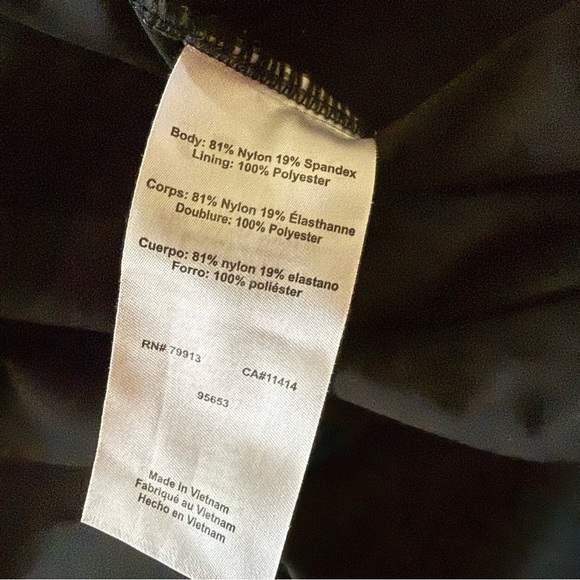 Body: 81% Nylon 19% Spandex
Lining: 100% Polyester
Corps: 81% Nylon 19% Élasthanne
Doublure: 100% Polyester
Cuerpo: 81% nylon 19% elastano
Forro: 100% poliéster
RN# 79913
CA#11414
95653
Made in Vietnam
Fabriqué au Vietnam
Hecho en Vietnam